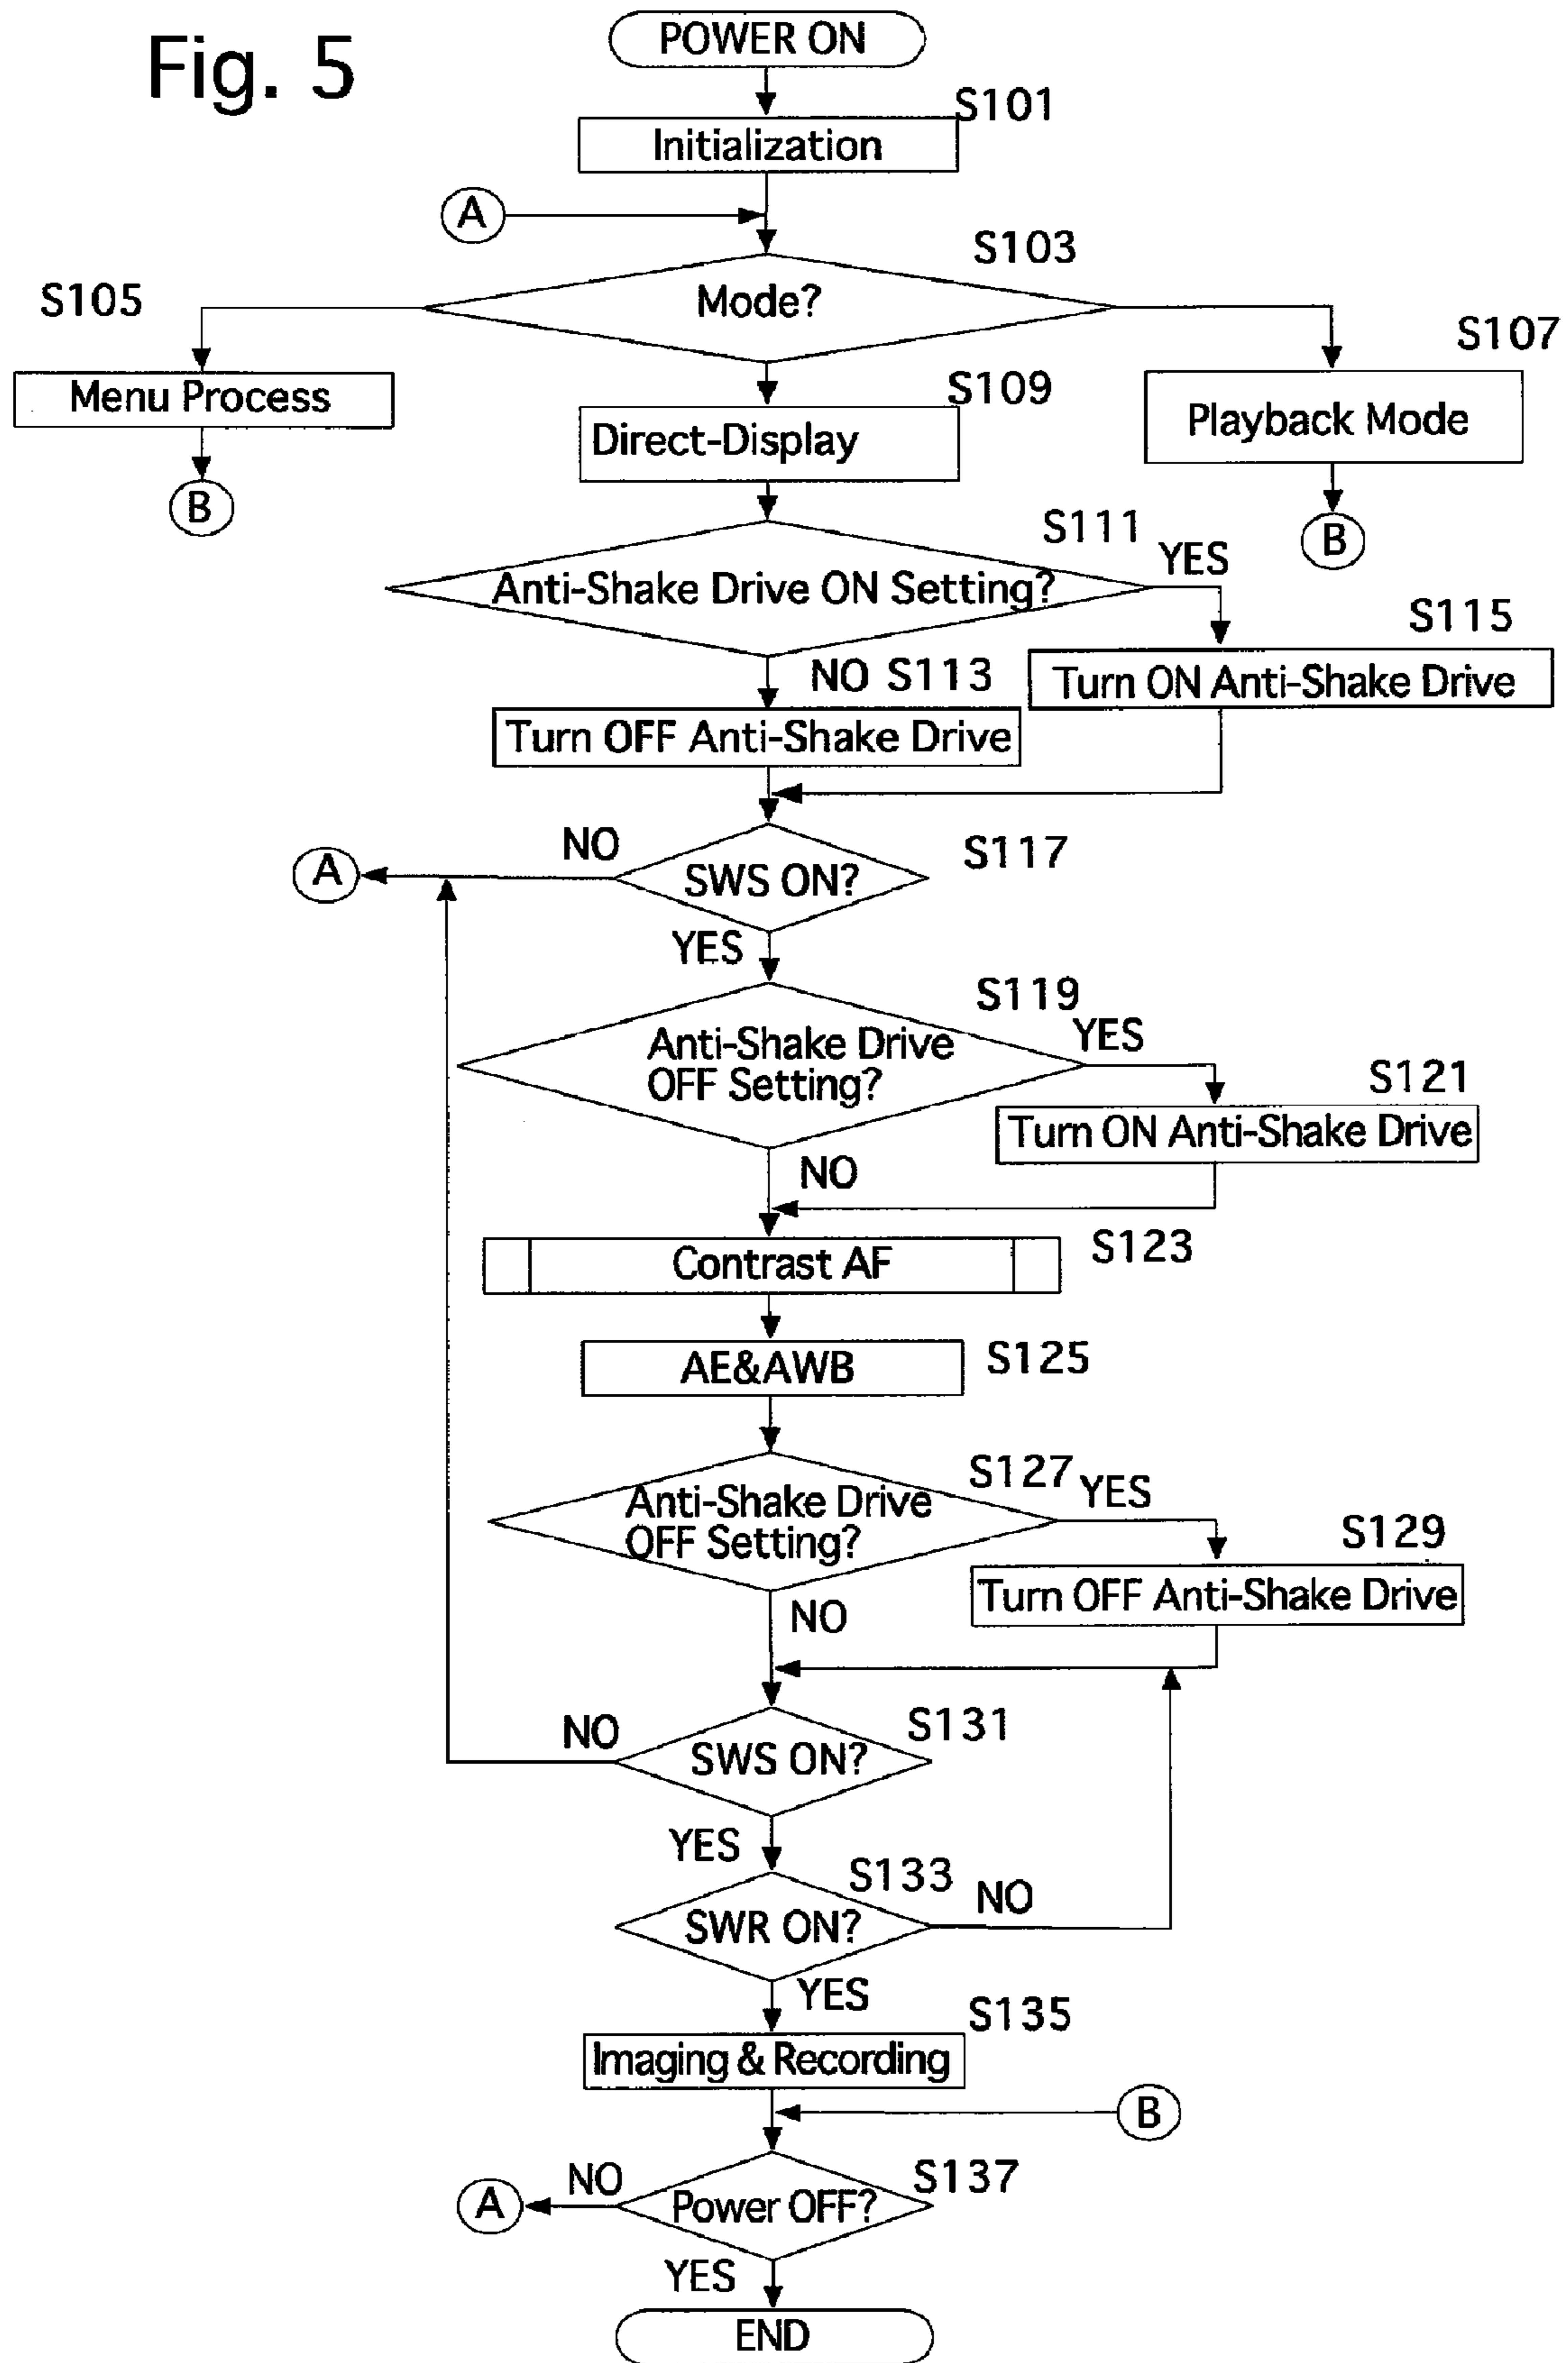 Fig. 5
POWER ON
S101
Initialization
A
S103
Mode?
S105
Menu Process
B
S107
Playback Mode
B
S109
Direct-Display
S111
Anti-Shake Drive ON Setting?
YES
S115
Turn ON Anti-Shake Drive
NO S113
Turn OFF Anti-Shake Drive
S117
SWS ON?
NO
A
YES
S119
Anti-Shake Drive
OFF Setting?
YES
S121
Turn ON Anti-Shake Drive
NO
S123
Contrast AF
S125
AE&AWB
S127
Anti-Shake Drive
OFF Setting?
YES
S129
Turn OFF Anti-Shake Drive
NO
S131
SWS ON?
NO
YES
S133
SWR ON?
NO
YES
S135
Imaging & Recording
B
S137
Power OFF?
NO
A
YES
END